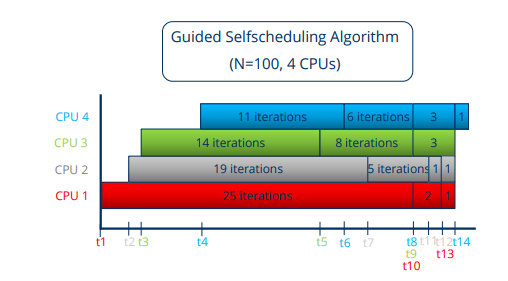 Guided Selfscheduling Algorithm
(N=100, 4 CPUs)
CPU 4 11 iterations 6 iterations 3 1
CPU 3 14 iterations 8 iterations 3
CPU 2 19 iterations 5 iterations 1 1
CPU 1 25 iterations 2 1
t1 t2 t3 t4 t5 t6 t7 t8 t11 t12 t14
t9 t13
t10